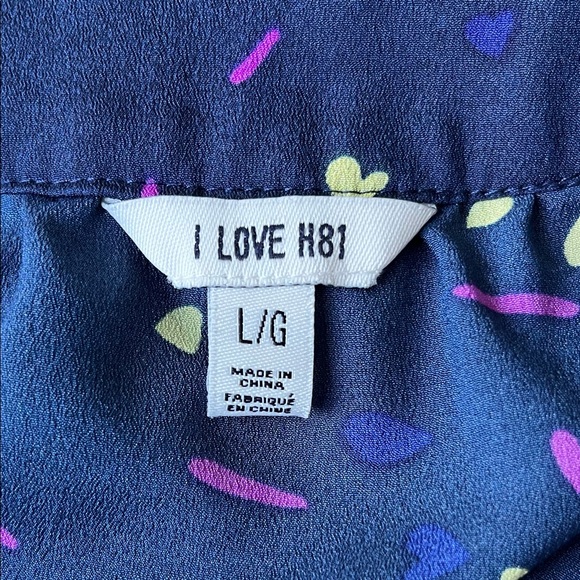 I LOVE H81
L/G
MADE IN
CHINA
FABRIQUÉ
EN CHINE